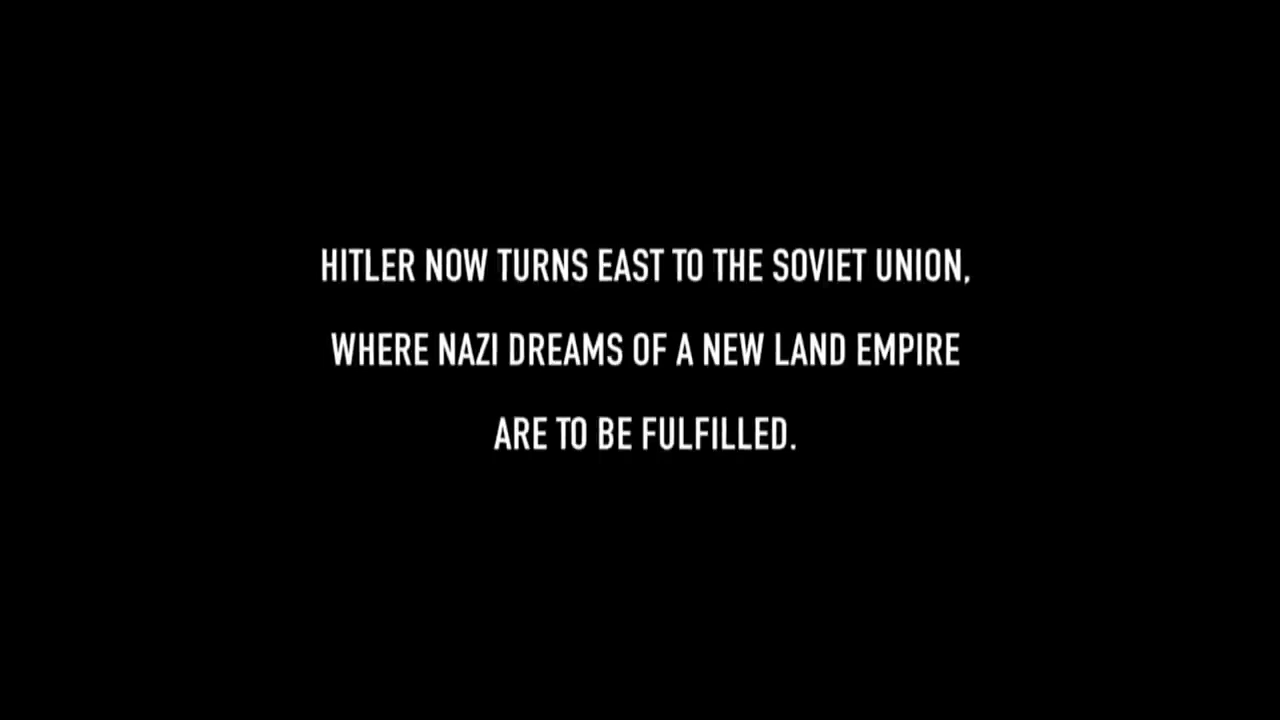 HITLER NOW TURNS EAST TO THE SOVIET UNION,
WHERE NAZI DREAMS OF A NEW LAND EMPIRE
ARE TO BE FULFILLED.